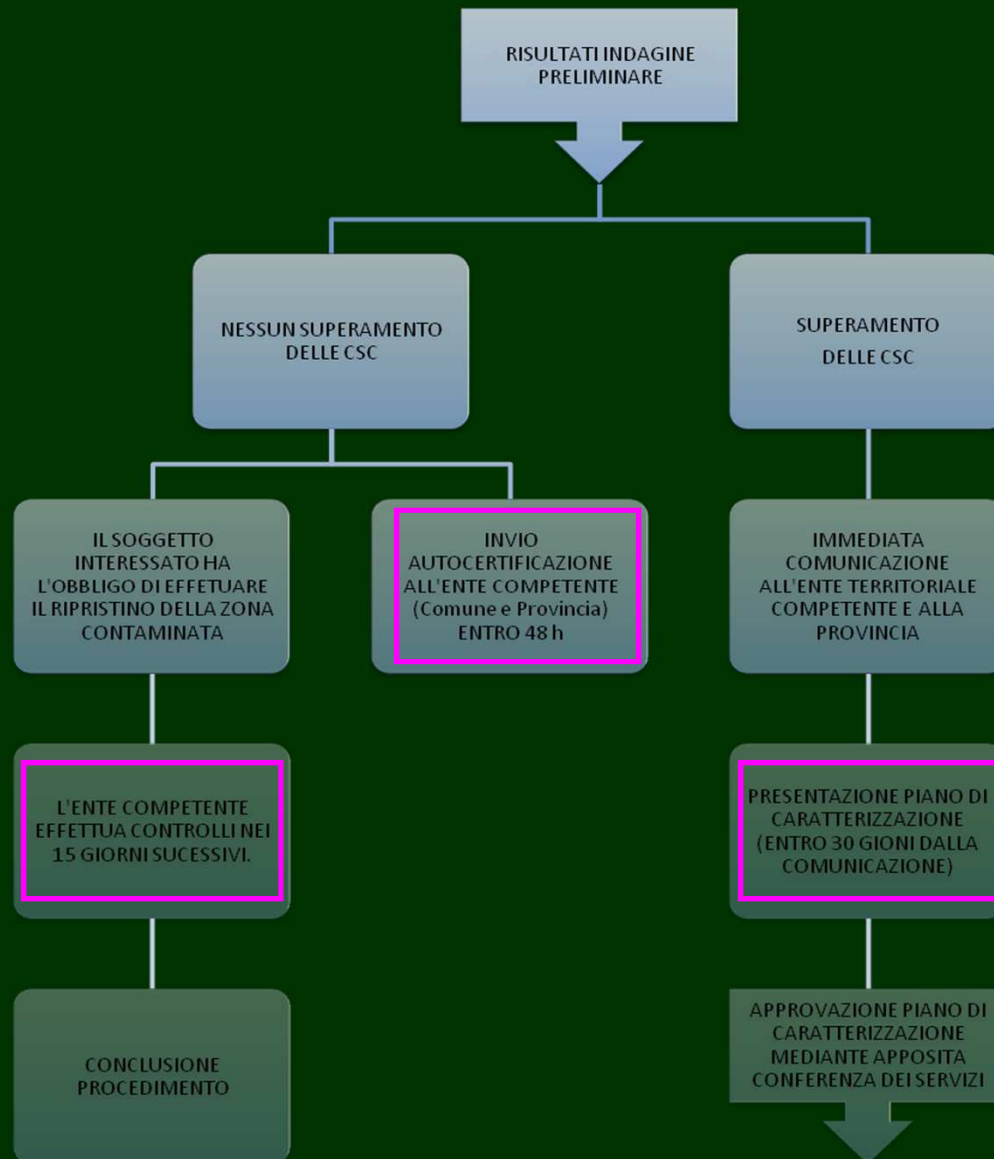 RISULTATI INDAGINE
PRELIMINARE
NESSUN SUPERAMENTO
DELLE CSC
SUPERAMENTO
DELLE CSC
IL SOGGETTO
INTERESSATO HA
L'OBBLIGO DI EFFETUARE
IL RIPRISTINO DELLA ZONA
CONTAMINATA
INVIO
AUTOCERTIFICAZIONE
ALL'ENTE COMPETENTE
(Comune e Provincia)
ENTRO 48 h
IMMEDIATA
COMUNICAZIONE
ALL'ENTE TERRITORIALE
COMPETENTE E ALLA
PROVINCIA
L'ENTE COMPETENTE
EFFETTUA CONTROLLI NEI
15 GIORNI SUCESSIVI.
PRESENTAZIONE PIANO DI
CARATTERIZZAZIONE
(ENTRO 30 GIONI DALLA
COMUNICAZIONE)
CONCLUSIONE
PROCEDIMENTO
APPROVAZIONE PIANO DI
CARATTERIZZAZIONE
MEDIANTE APPOSITA
CONFERENZA DEI SERVIZI